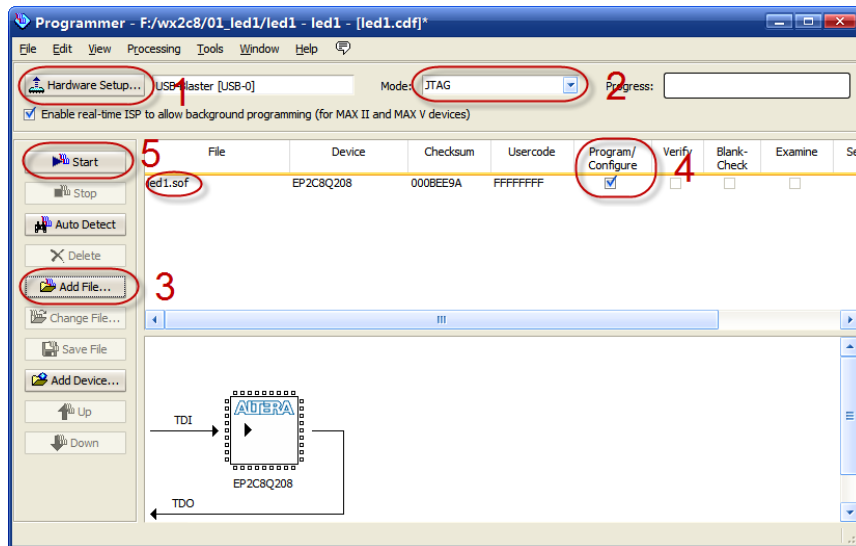 Programmer - F:/wx2c8/01_led1/led1 - led1 - [led1.cdf]*
File Edit View Processing Tools Window Help
Hardware Setup... 1 USB-Blaster [USB-0] Mode: JTAG 2 Progress:
Enable real-time ISP to allow background programming (for MAX II and MAX V devices)
Start 5
Stop
Auto Detect
Delete
Add File... 3
Change File...
Save File
Add Device...
Up
Down
File Device Checksum Usercode Program/ Configure 4 Verify Blank- Check Examine Se
led1.sof EP2C8Q208 000BEE9A FFFFFFFF
TDI
ALTERA
EP2C8Q208
TDO